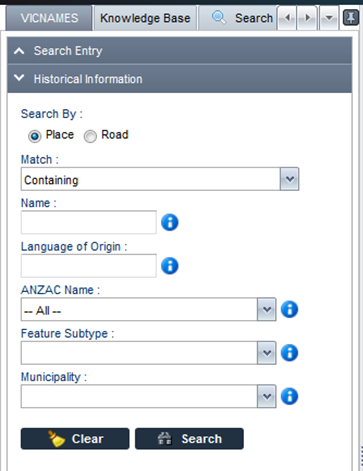 VICNAMES Knowledge Base Search
Search Entry
Historical Information
Search By :
Place Road
Match :
Containing
Name :
Language of Origin :
ANZAC Name :
-- All --
Feature Subtype :
Municipality :
Clear Search